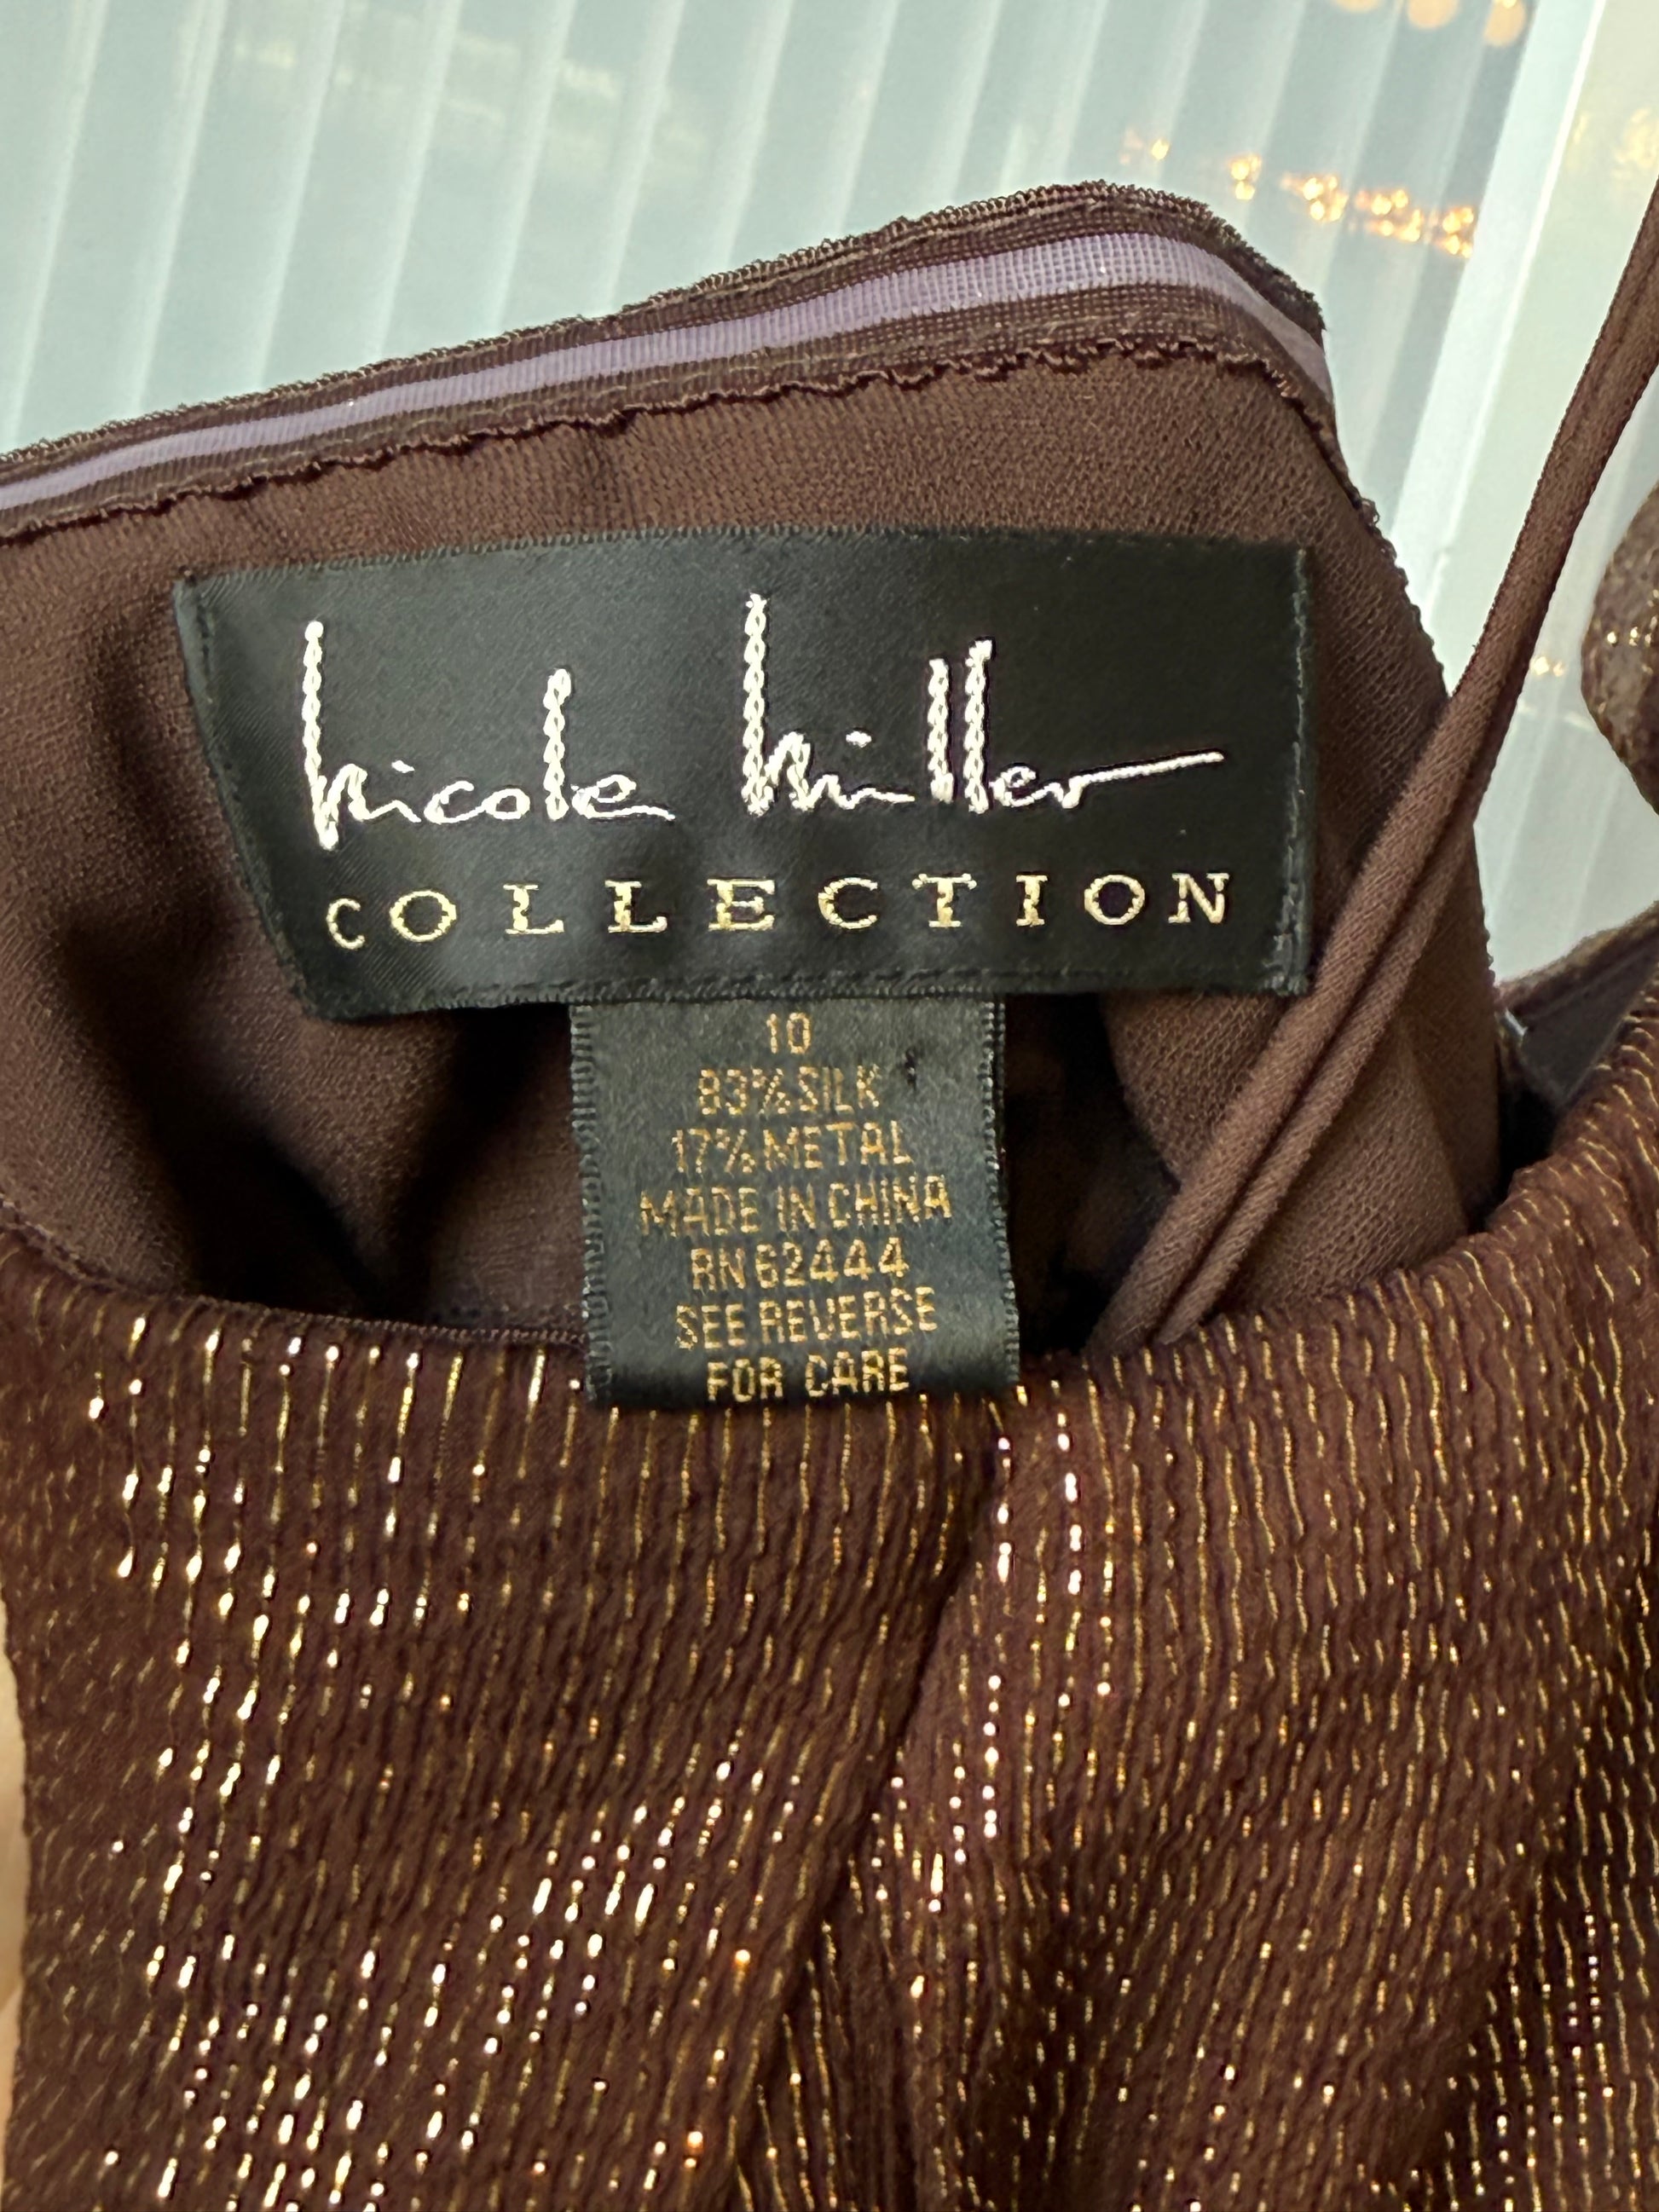 nicole miller
COLLECTION
10
83% SILK
17% METAL
MADE IN CHINA
RN 62444
SEE REVERSE
FOR CARE